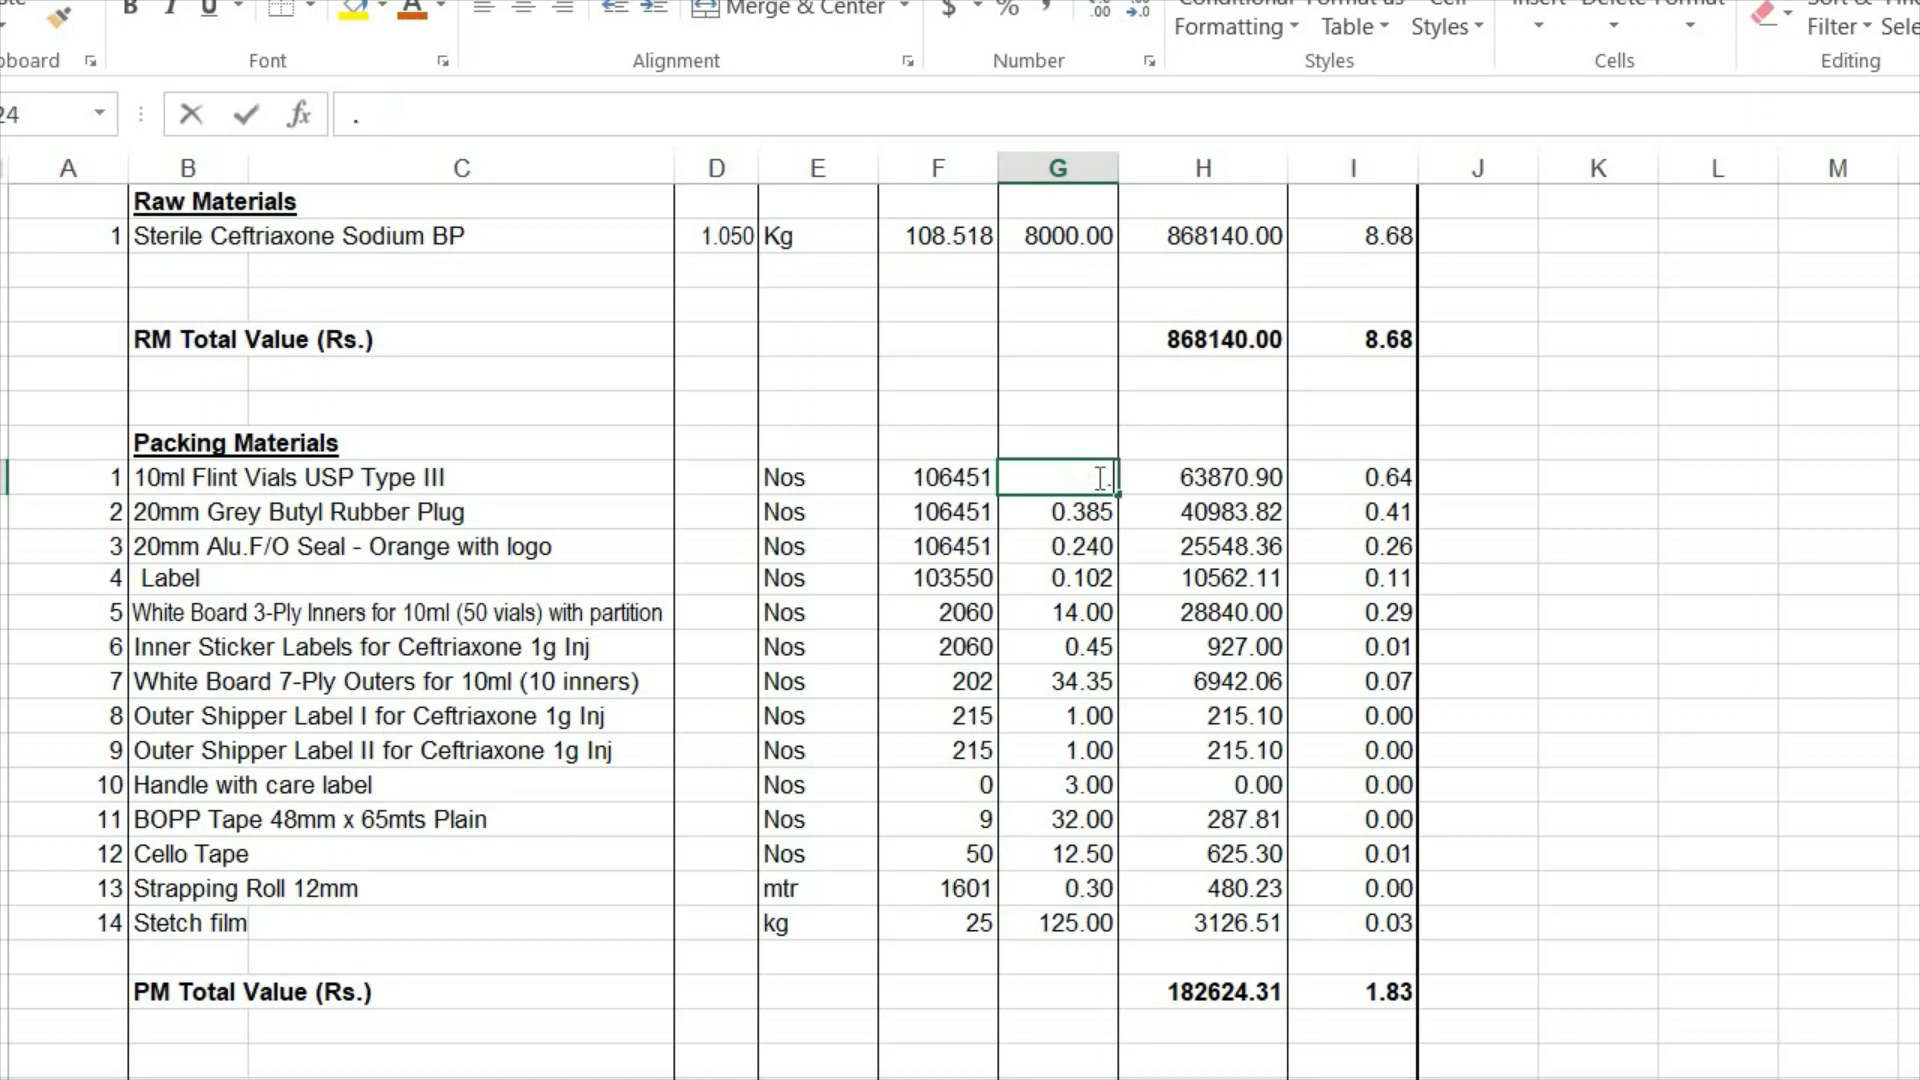 B I U Merge & Center $ % , .00 .0 Formatting Table Styles
Filter
Font Alignment Number Styles Cells Editing
24 fx .
A B C D E F G H I J K L M
Raw Materials
1 Sterile Ceftriaxone Sodium BP 1.050 Kg 108.518 8000.00 868140.00 8.68
RM Total Value (Rs.) 868140.00 8.68
Packing Materials
1 10ml Flint Vials USP Type III Nos 106451 . 63870.90 0.64
2 20mm Grey Butyl Rubber Plug Nos 106451 0.385 40983.82 0.41
3 20mm Alu.F/O Seal - Orange with logo Nos 106451 0.240 25548.36 0.26
4 Label Nos 103550 0.102 10562.11 0.11
5 White Board 3-Ply Inners for 10ml (50 vials) with partition Nos 2060 14.00 28840.00 0.29
6 Inner Sticker Labels for Ceftriaxone 1g Inj Nos 2060 0.45 927.00 0.01
7 White Board 7-Ply Outers for 10ml (10 inners) Nos 202 34.35 6942.06 0.07
8 Outer Shipper Label I for Ceftriaxone 1g Inj Nos 215 1.00 215.10 0.00
9 Outer Shipper Label II for Ceftriaxone 1g Inj Nos 215 1.00 215.10 0.00
10 Handle with care label Nos 0 3.00 0.00 0.00
11 BOPP Tape 48mm x 65mts Plain Nos 9 32.00 287.81 0.00
12 Cello Tape Nos 50 12.50 625.30 0.01
13 Strapping Roll 12mm mtr 1601 0.30 480.23 0.00
14 Stetch film kg 25 125.00 3126.51 0.03
PM Total Value (Rs.) 182624.31 1.83